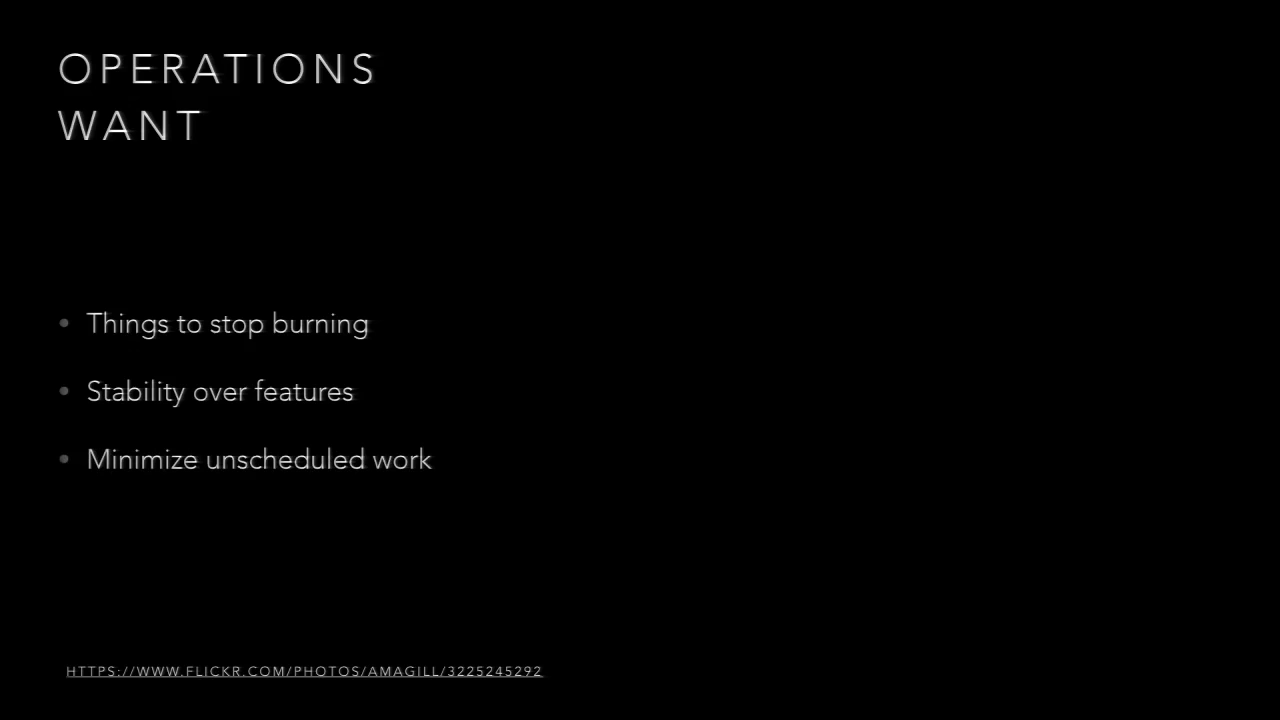 OPERATIONS
WANT
• Things to stop burning
• Stability over features
• Minimize unscheduled work
HTTPS://WWW.FLICKR.COM/PHOTOS/AMAGILL/3225245292